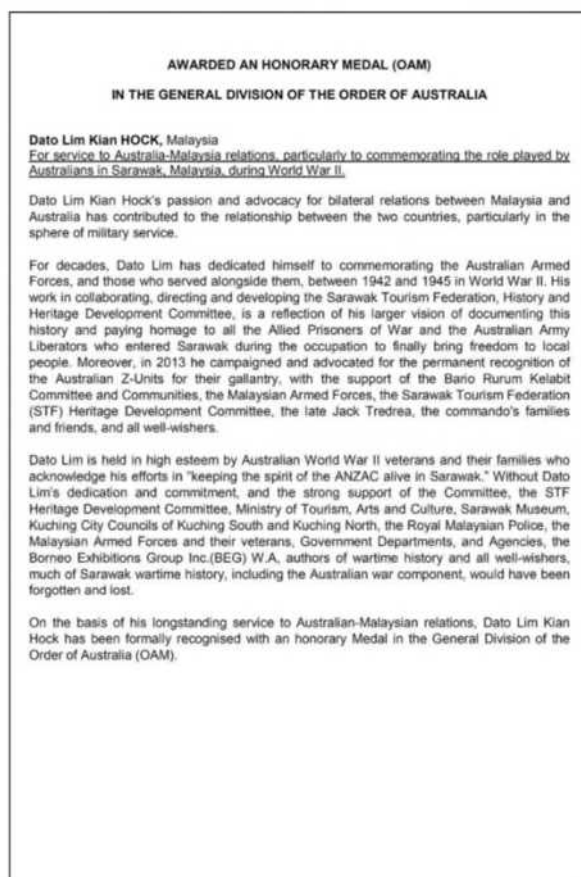 AWARDED AN HONORARY MEDAL (OAM)
IN THE GENERAL DIVISION OF THE ORDER OF AUSTRALIA
Dato Lim Kian HOCK, Malaysia
For service to Australia-Malaysia relations, particularly to commemorating the role played by
Australians in Sarawak, Malaysia, during World War II.
Dato Lim Kian Hock's passion and advocacy for bilateral relations between Malaysia and
Australia has contributed to the relationship between the two countries, particularly in the
sphere of military service.
For decades, Dato Lim has dedicated himself to commemorating the Australian Armed
Forces, and those who served alongside them, between 1942 and 1945 in World War II. His
work in collaborating, directing and developing the Sarawak Tourism Federation, History and
Heritage Development Committee, is a reflection of his larger vision of documenting this
history and paying homage to all the Allied Prisoners of War and the Australian Army
Liberators who entered Sarawak during the occupation to finally bring freedom to local
people. Moreover, in 2013 he campaigned and advocated for the permanent recognition of
the Australian Z-Units for their gallantry, with the support of the Bario Rurum Kelabit
Committee and Communities, the Malaysian Armed Forces, the Sarawak Tourism Federation
(STF) Heritage Development Committee, the late Jack Tredrea, the commando's families
and friends, and all well-wishers.
Dato Lim is held in high esteem by Australian World War II veterans and their families who
acknowledge his efforts in "keeping the spirit of the ANZAC alive in Sarawak." Without Dato
Lim's dedication and commitment, and the strong support of the Committee, the STF
Heritage Development Committee, Ministry of Tourism, Arts and Culture, Sarawak Museum,
Kuching City Councils of Kuching South and Kuching North, the Royal Malaysian Police, the
Malaysian Armed Forces and their veterans, Government Departments, and Agencies, the
Borneo Exhibitions Group Inc.(BEG) W.A, authors of wartime history and all well-wishers,
much of Sarawak wartime history, including the Australian war component, would have been
forgotten and lost.
On the basis of his longstanding service to Australian-Malaysian relations, Dato Lim Kian
Hock has been formally recognised with an honorary Medal in the General Division of the
Order of Australia (OAM).